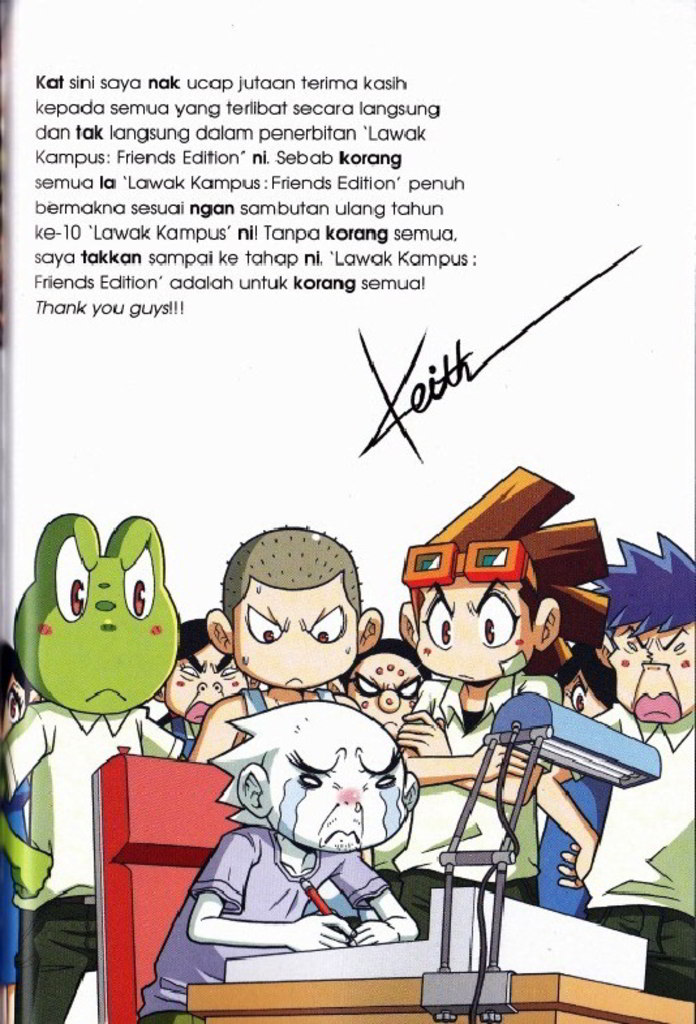 Kat sini saya nak ucap jutaan terima kasih
kepada semua yang terlibat secara langsung
dan tak langsung dalam penerbitan ‘Lawak
Kampus: Friends Edition’ ni. Sebab korang
semua la ‘Lawak Kampus : Friends Edition’ penuh
bermakna sesuai ngan sambutan ulang tahun
ke-10 ‘Lawak Kampus’ ni! Tanpa korang semua,
saya takkan sampai ke tahap ni. ‘Lawak Kampus :
Friends Edition’ adalah untuk korang semua!
Thank you guys!!!
Keith